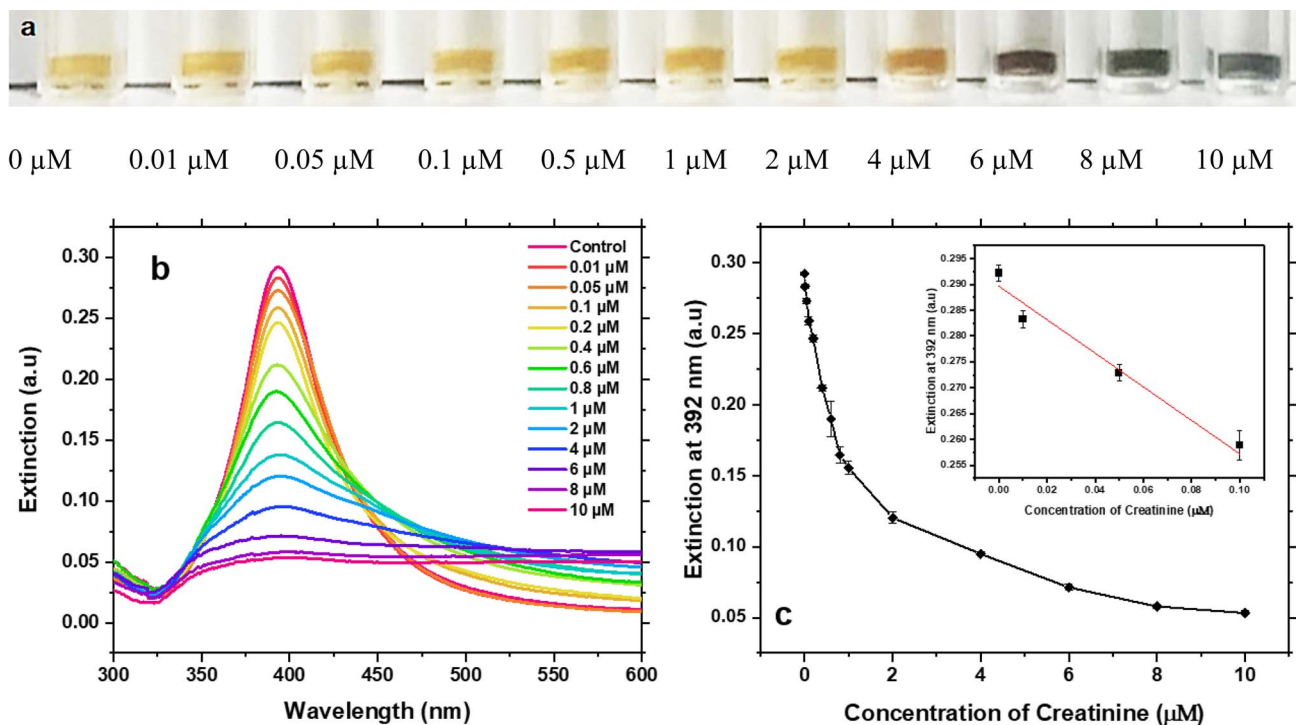 a
0 µM 0.01 µM 0.05 µM 0.1 µM 0.5 µM 1 µM 2 µM 4 µM 6 µM 8 µM 10 µM
b
Extinction (a.u)
0.30
0.25
0.20
0.15
0.10
0.05
0.00
300 350 400 450 500 550 600
Wavelength (nm)
Control
0.01 µM
0.05 µM
0.1 µM
0.2 µM
0.4 µM
0.6 µM
0.8 µM
1 µM
2 µM
4 µM
6 µM
8 µM
10 µM
c
Extinction at 392 nm (a.u)
0.30
0.25
0.20
0.15
0.10
0.05
0 2 4 6 8 10
Concentration of Creatinine (µM)
Extinction at 392 nm (a.u)
0.295
0.290
0.285
0.280
0.275
0.270
0.265
0.260
0.255
0.00 0.02 0.04 0.06 0.08 0.10
Concentration of Creatinine (µM)